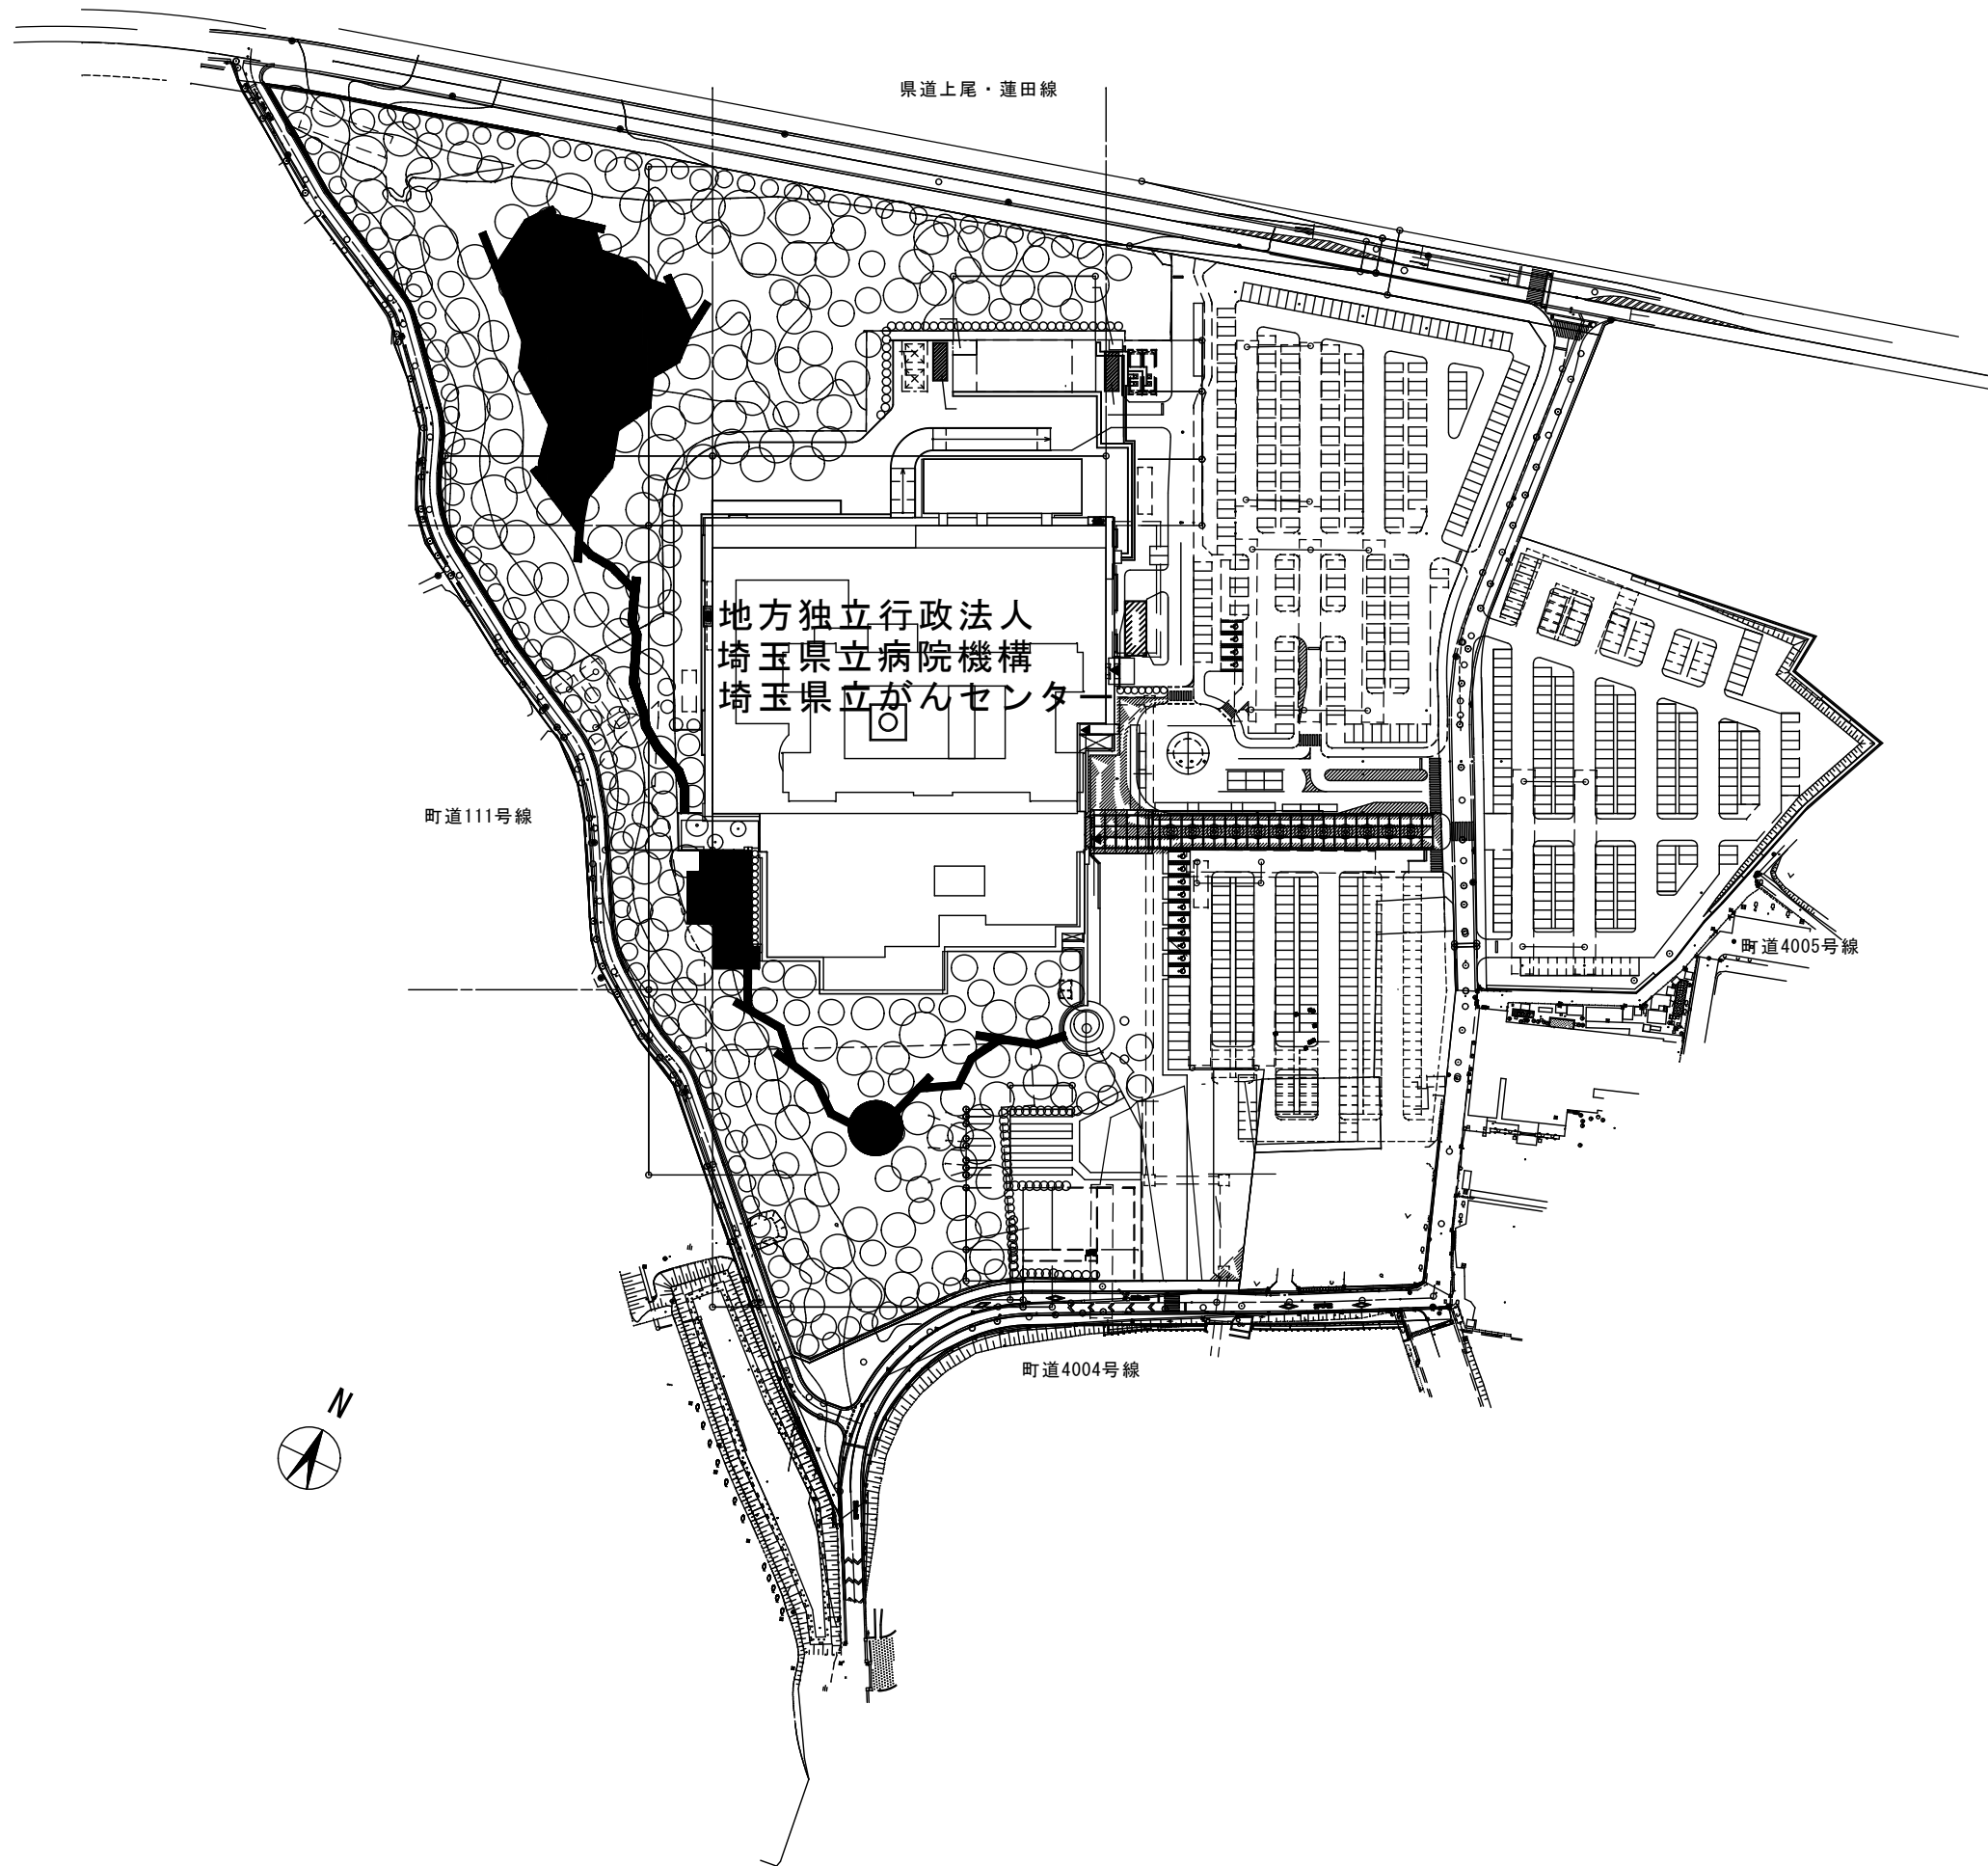 県道上尾・蓮田線
地方独立行政法人
埼玉県立病院機構
埼玉県立がんセンター
町道111号線
町道4005号線
町道4004号線
N